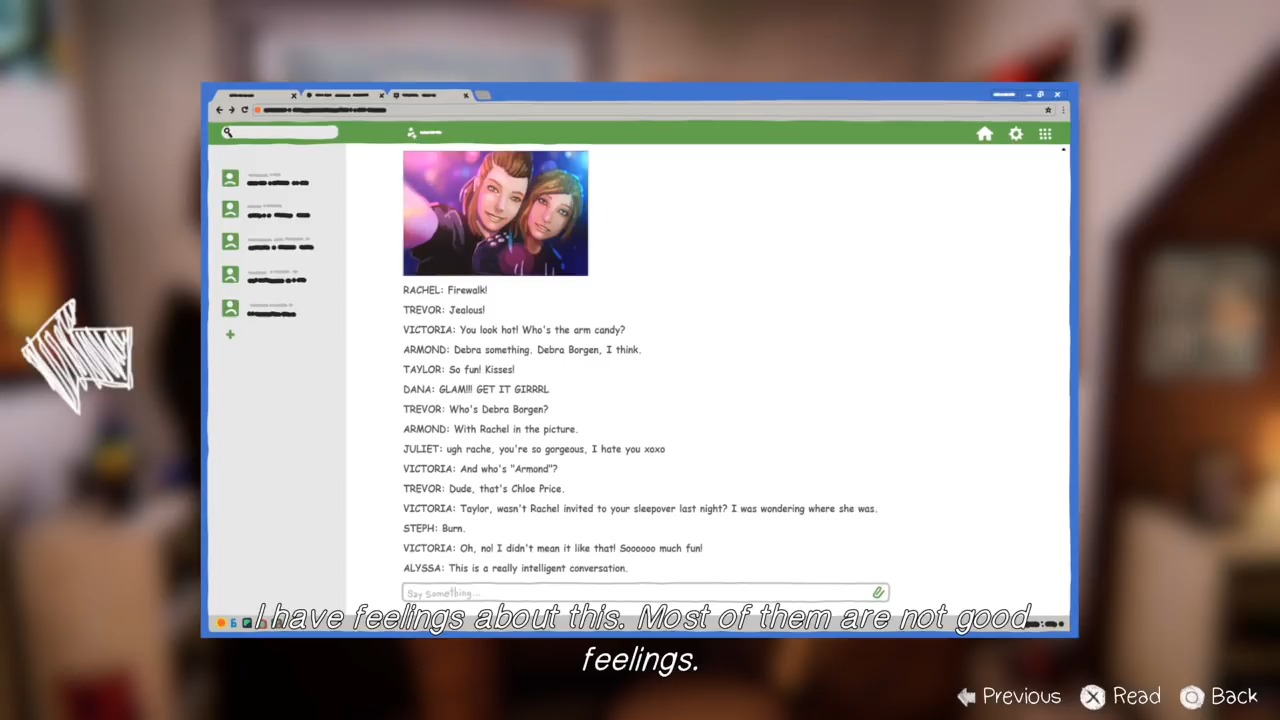 RACHEL: Firewalk!
TREVOR: Jealous!
VICTORIA: You look hot! Who's the arm candy?
ARMOND: Debra something. Debra Borgen, I think.
TAYLOR: So fun! Kisses!
DANA: GLAM!!! GET IT GIRRRL
TREVOR: Who's Debra Borgen?
ARMOND: With Rachel in the picture.
JULIET: ugh rache, you're so gorgeous, I hate you xoxo
VICTORIA: And who's "Armond"?
TREVOR: Dude, that's Chloe Price.
VICTORIA: Taylor, wasn't Rachel invited to your sleepover last night? I was wondering where she was.
STEPH: Burn.
VICTORIA: Oh, no! I didn't mean it like that! Soooooo much fun!
ALYSSA: This is a really intelligent conversation.
Say Something...
I have feelings about this. Most of them are not good
feelings.
Previous Read Back